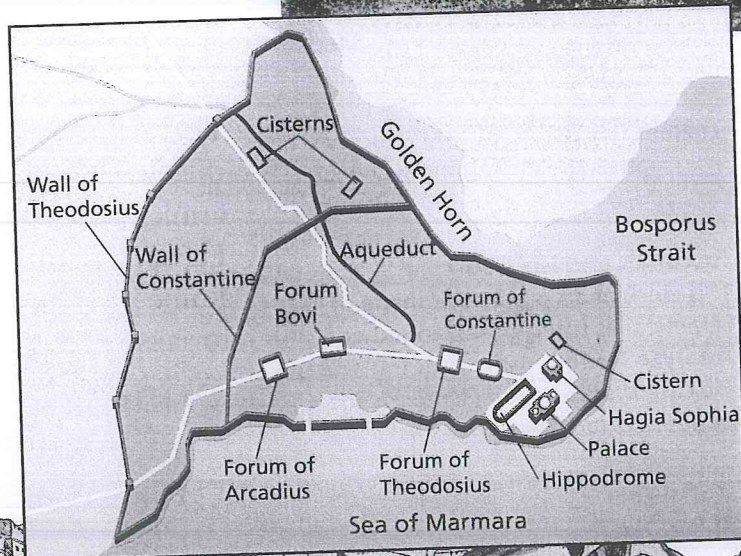 Cisterns
Golden Horn
Wall of
Theodosius
Bosporus
Strait
Wall of
Constantine
Aqueduct
Forum
Bovi
Forum of
Constantine
Cistern
Hagia Sophia
Palace
Hippodrome
Forum of
Arcadius
Forum of
Theodosius
Sea of Marmara